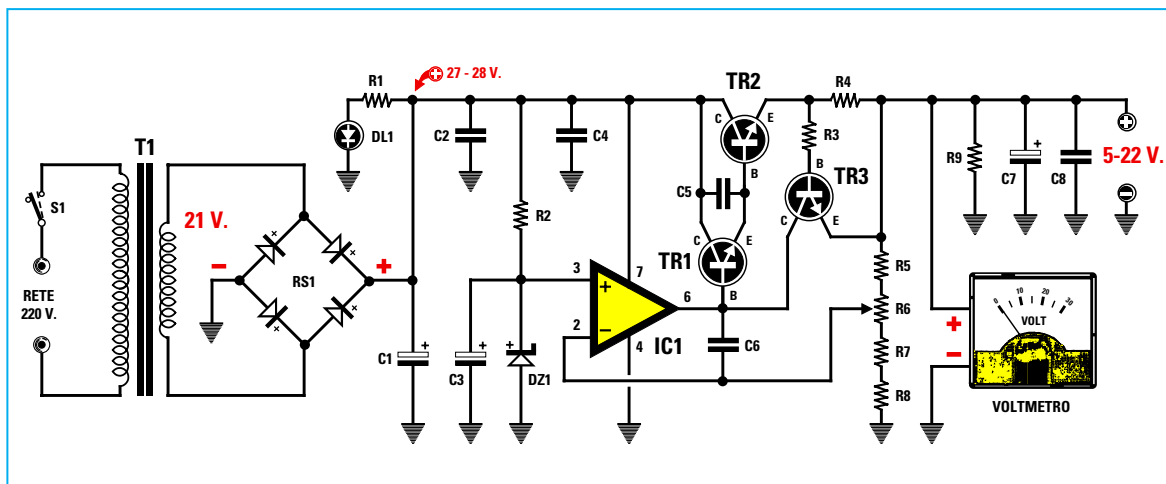 T1
S1
RETE
220 V.
21 V.
RS1
–
+
R1
27 - 28 V.
DL1
C2
C4
R2
C1
+
C3
+
DZ1
3
2
+
–
7
6
4
IC1
TR2
C
E
B
C5
C
E
TR1
B
C6
R4
R3
B
TR3
C
E
R5
R6
R7
R8
R9
C7
+
C8
+
5-22 V.
–
0
10
20
30
VOLT
+
–
VOLTMETRO